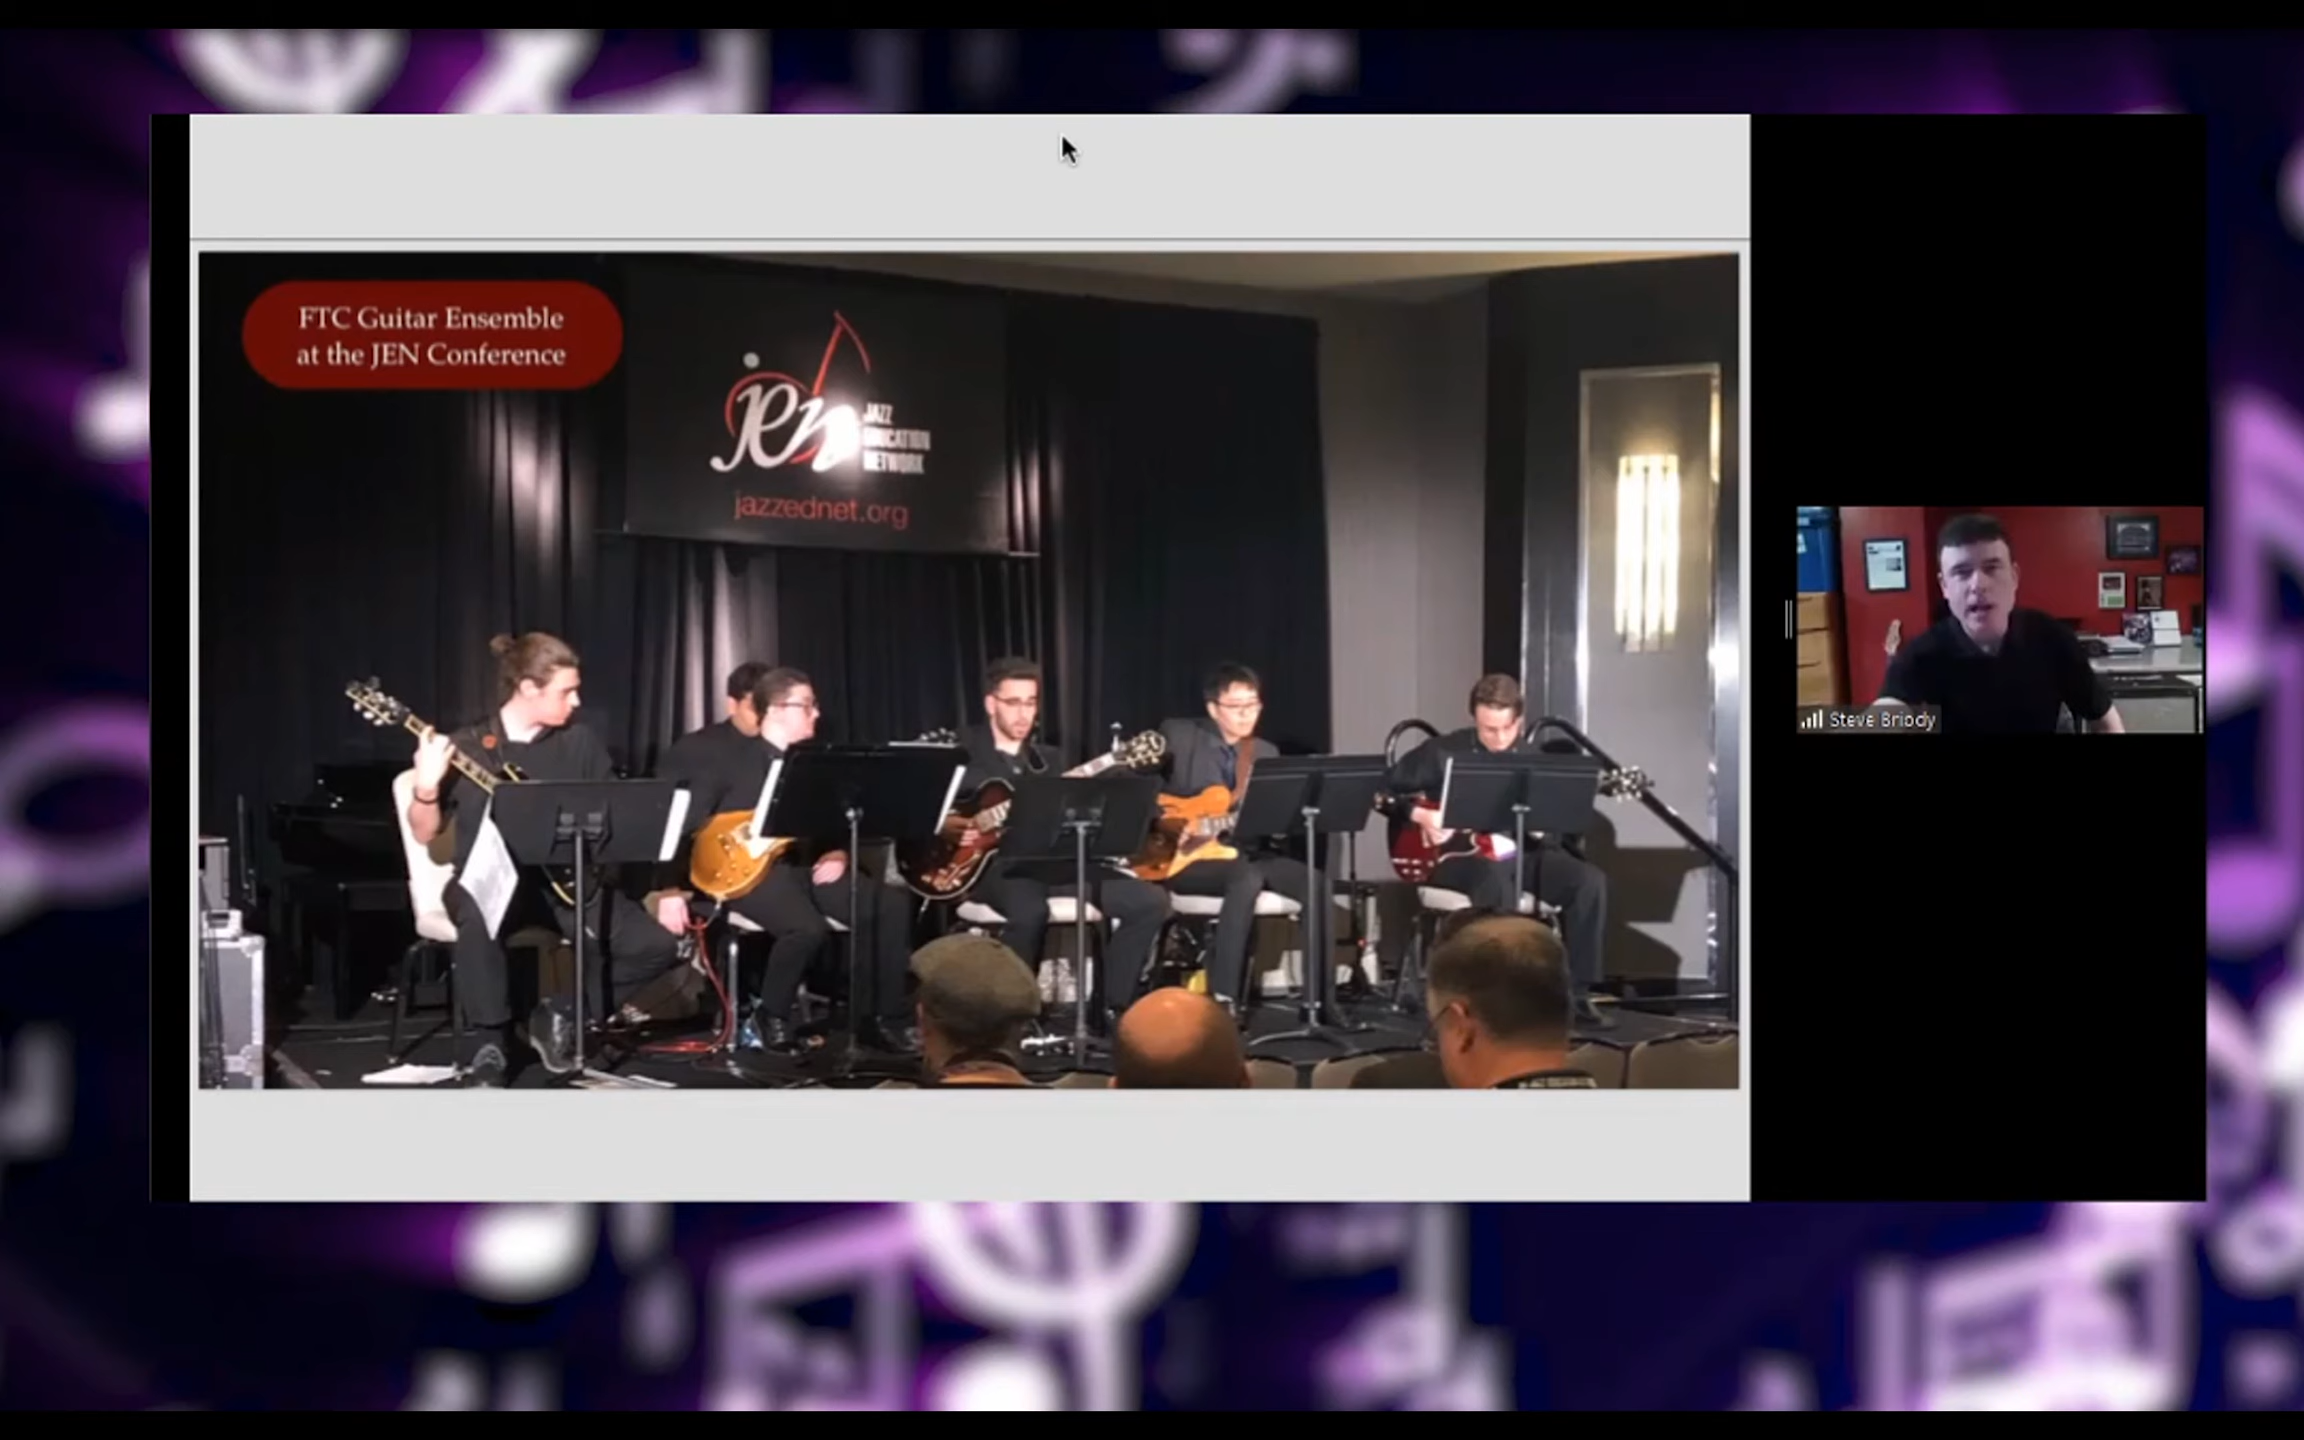 FTC Guitar Ensemble
at the JEN Conference
jen
JAZZ
EDUCATION
NETWORK
jazzednet.org
Steve Briody